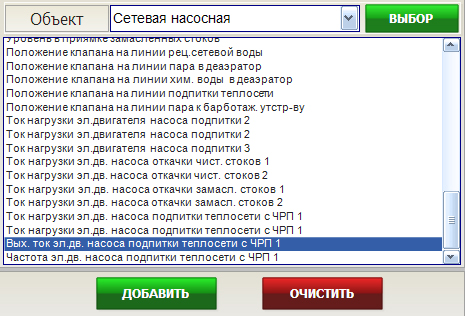 Объект
Сетевая насосная
ВЫБОР
Уровень в приямке замасленных стоков
Положение клапана на линии рец.сетевой воды
Положение клапана на линии пара в деаэратор
Положение клапана на линии хим. воды в деаэратор
Положение клапана на линии подпитки теплосети
Положение клапана на линии пара к барботаж. утстр-ву
Ток нагрузки эл.двигателя насоса подпитки 2
Ток нагрузки эл.двигателя насоса подпитки 2
Ток нагрузки эл.двигателя насоса подпитки 3
Ток нагрузки эл.дв. насоса откачки чист. стоков 1
Ток нагрузки эл.дв. насоса откачки чист. стоков 2
Ток нагрузки эл.дв. насоса откачки замасл. стоков 1
Ток нагрузки эл.дв. насоса откачки замасл. стоков 2
Ток нагрузки эл.дв. насоса подпитки теплосети с ЧРП 1
Ток нагрузки эл.дв. насоса подпитки теплосети с ЧРП 1
Вых. ток эл.дв. насоса подпитки теплосети с ЧРП 1
Частота эл.дв. насоса подпитки теплосети с ЧРП 1
ДОБАВИТЬ
ОЧИСТИТЬ